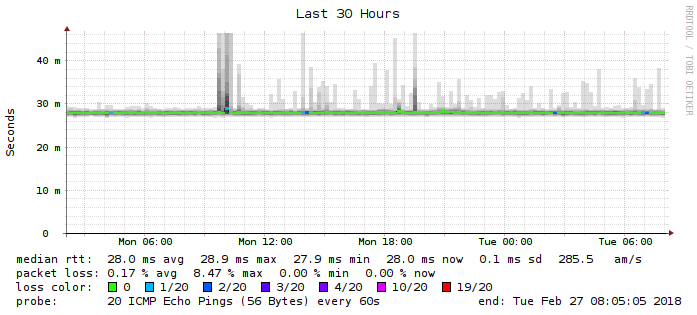 Last 30 Hours
RRDTOOL / TOBI OETIKER
Seconds
40 m
30 m
20 m
10 m
0
Mon 06:00 Mon 12:00 Mon 18:00 Tue 00:00 Tue 06:00
median rtt: 28.0 ms avg 28.9 ms max 27.9 ms min 28.0 ms now 0.1 ms sd 285.5 am/s
packet loss: 0.17 % avg 8.47 % max 0.00 % min 0.00 % now
loss color: 0 1/20 2/20 3/20 4/20 10/20 19/20
probe: 20 ICMP Echo Pings (56 Bytes) every 60s end: Tue Feb 27 08:05:05 2018